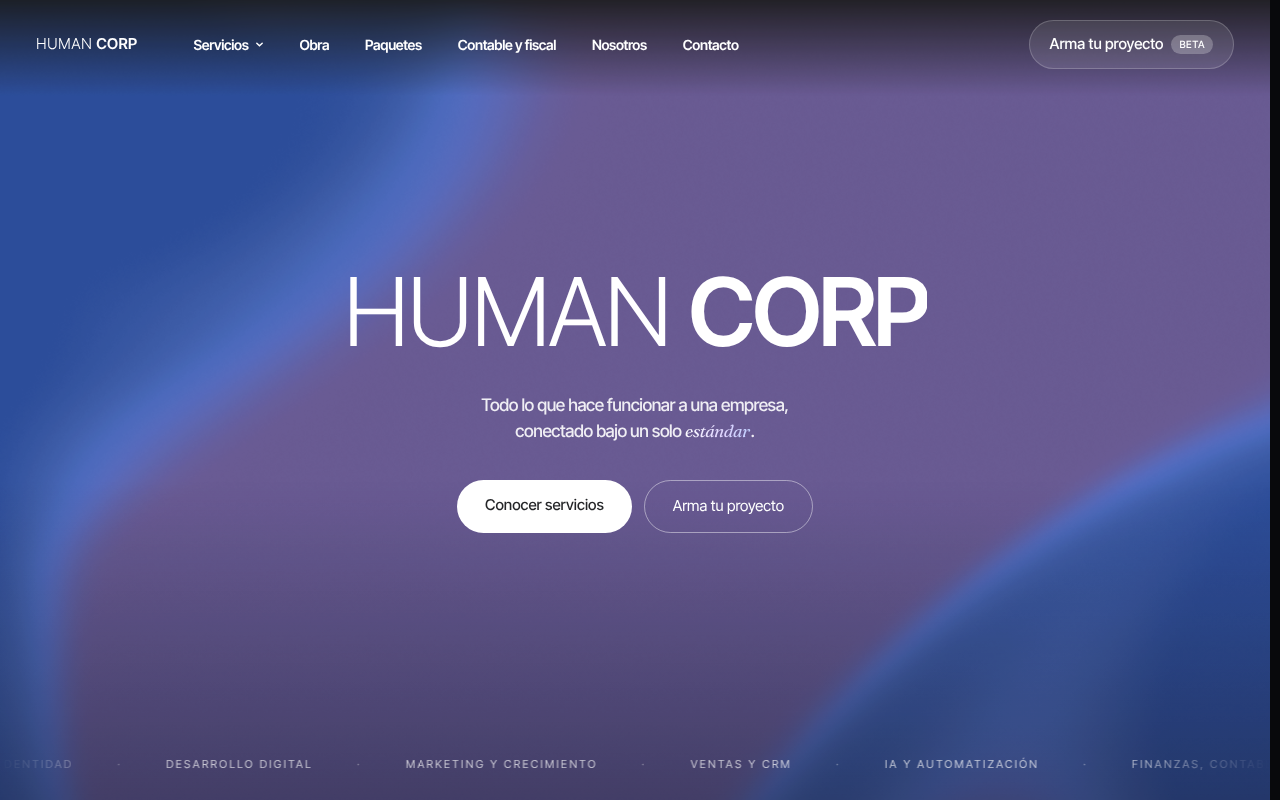 HUMAN CORP
Servicios
Obra
Paquetes
Contable y fiscal
Nosotros
Contacto
Arma tu proyecto BETA
HUMAN CORP
Todo lo que hace funcionar a una empresa,
conectado bajo un solo estándar.
Conocer servicios
Arma tu proyecto
DENTIDAD · DESARROLLO DIGITAL · MARKETING Y CRECIMIENTO · VENTAS Y CRM · IA Y AUTOMATIZACIÓN · FINANZAS, CONTAB